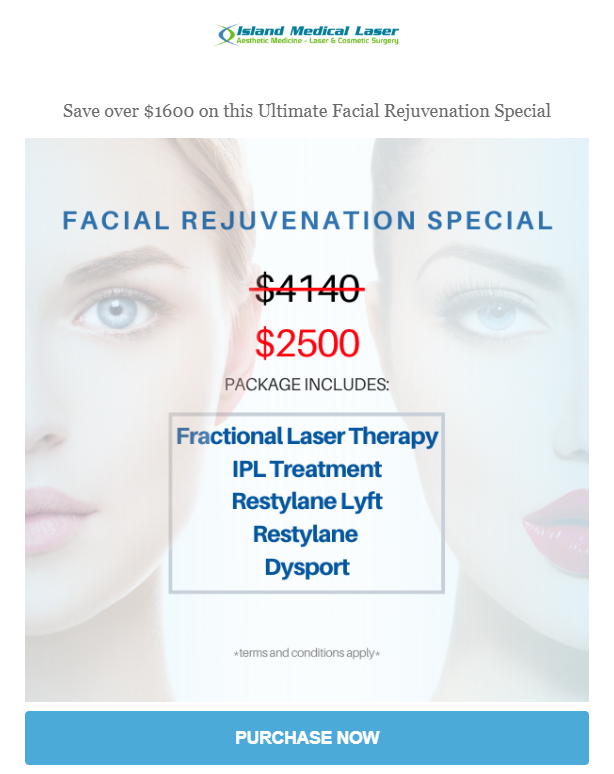 Island Medical Laser
Aesthetic Medicine - Laser & Cosmetic Surgery
Save over $1600 on this Ultimate Facial Rejuvenation Special
FACIAL REJUVENATION SPECIAL
$4140
$2500
PACKAGE INCLUDES:
Fractional Laser Therapy
IPL Treatment
Restylane Lyft
Restylane
Dysport
*terms and conditions apply*
PURCHASE NOW